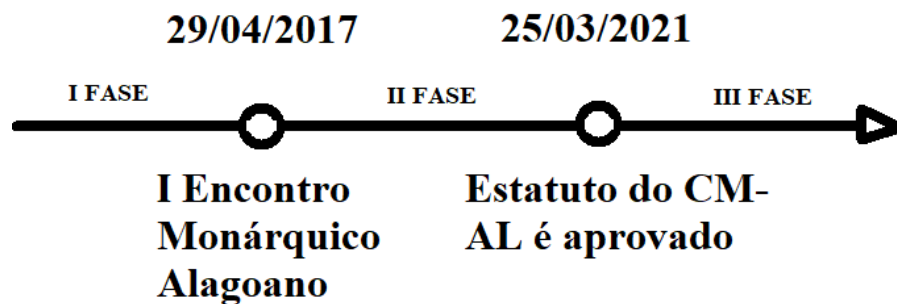 29/04/2017
25/03/2021
I FASE
II FASE
III FASE
I Encontro
Monárquico
Alagoano
Estatuto do CM-
AL é aprovado